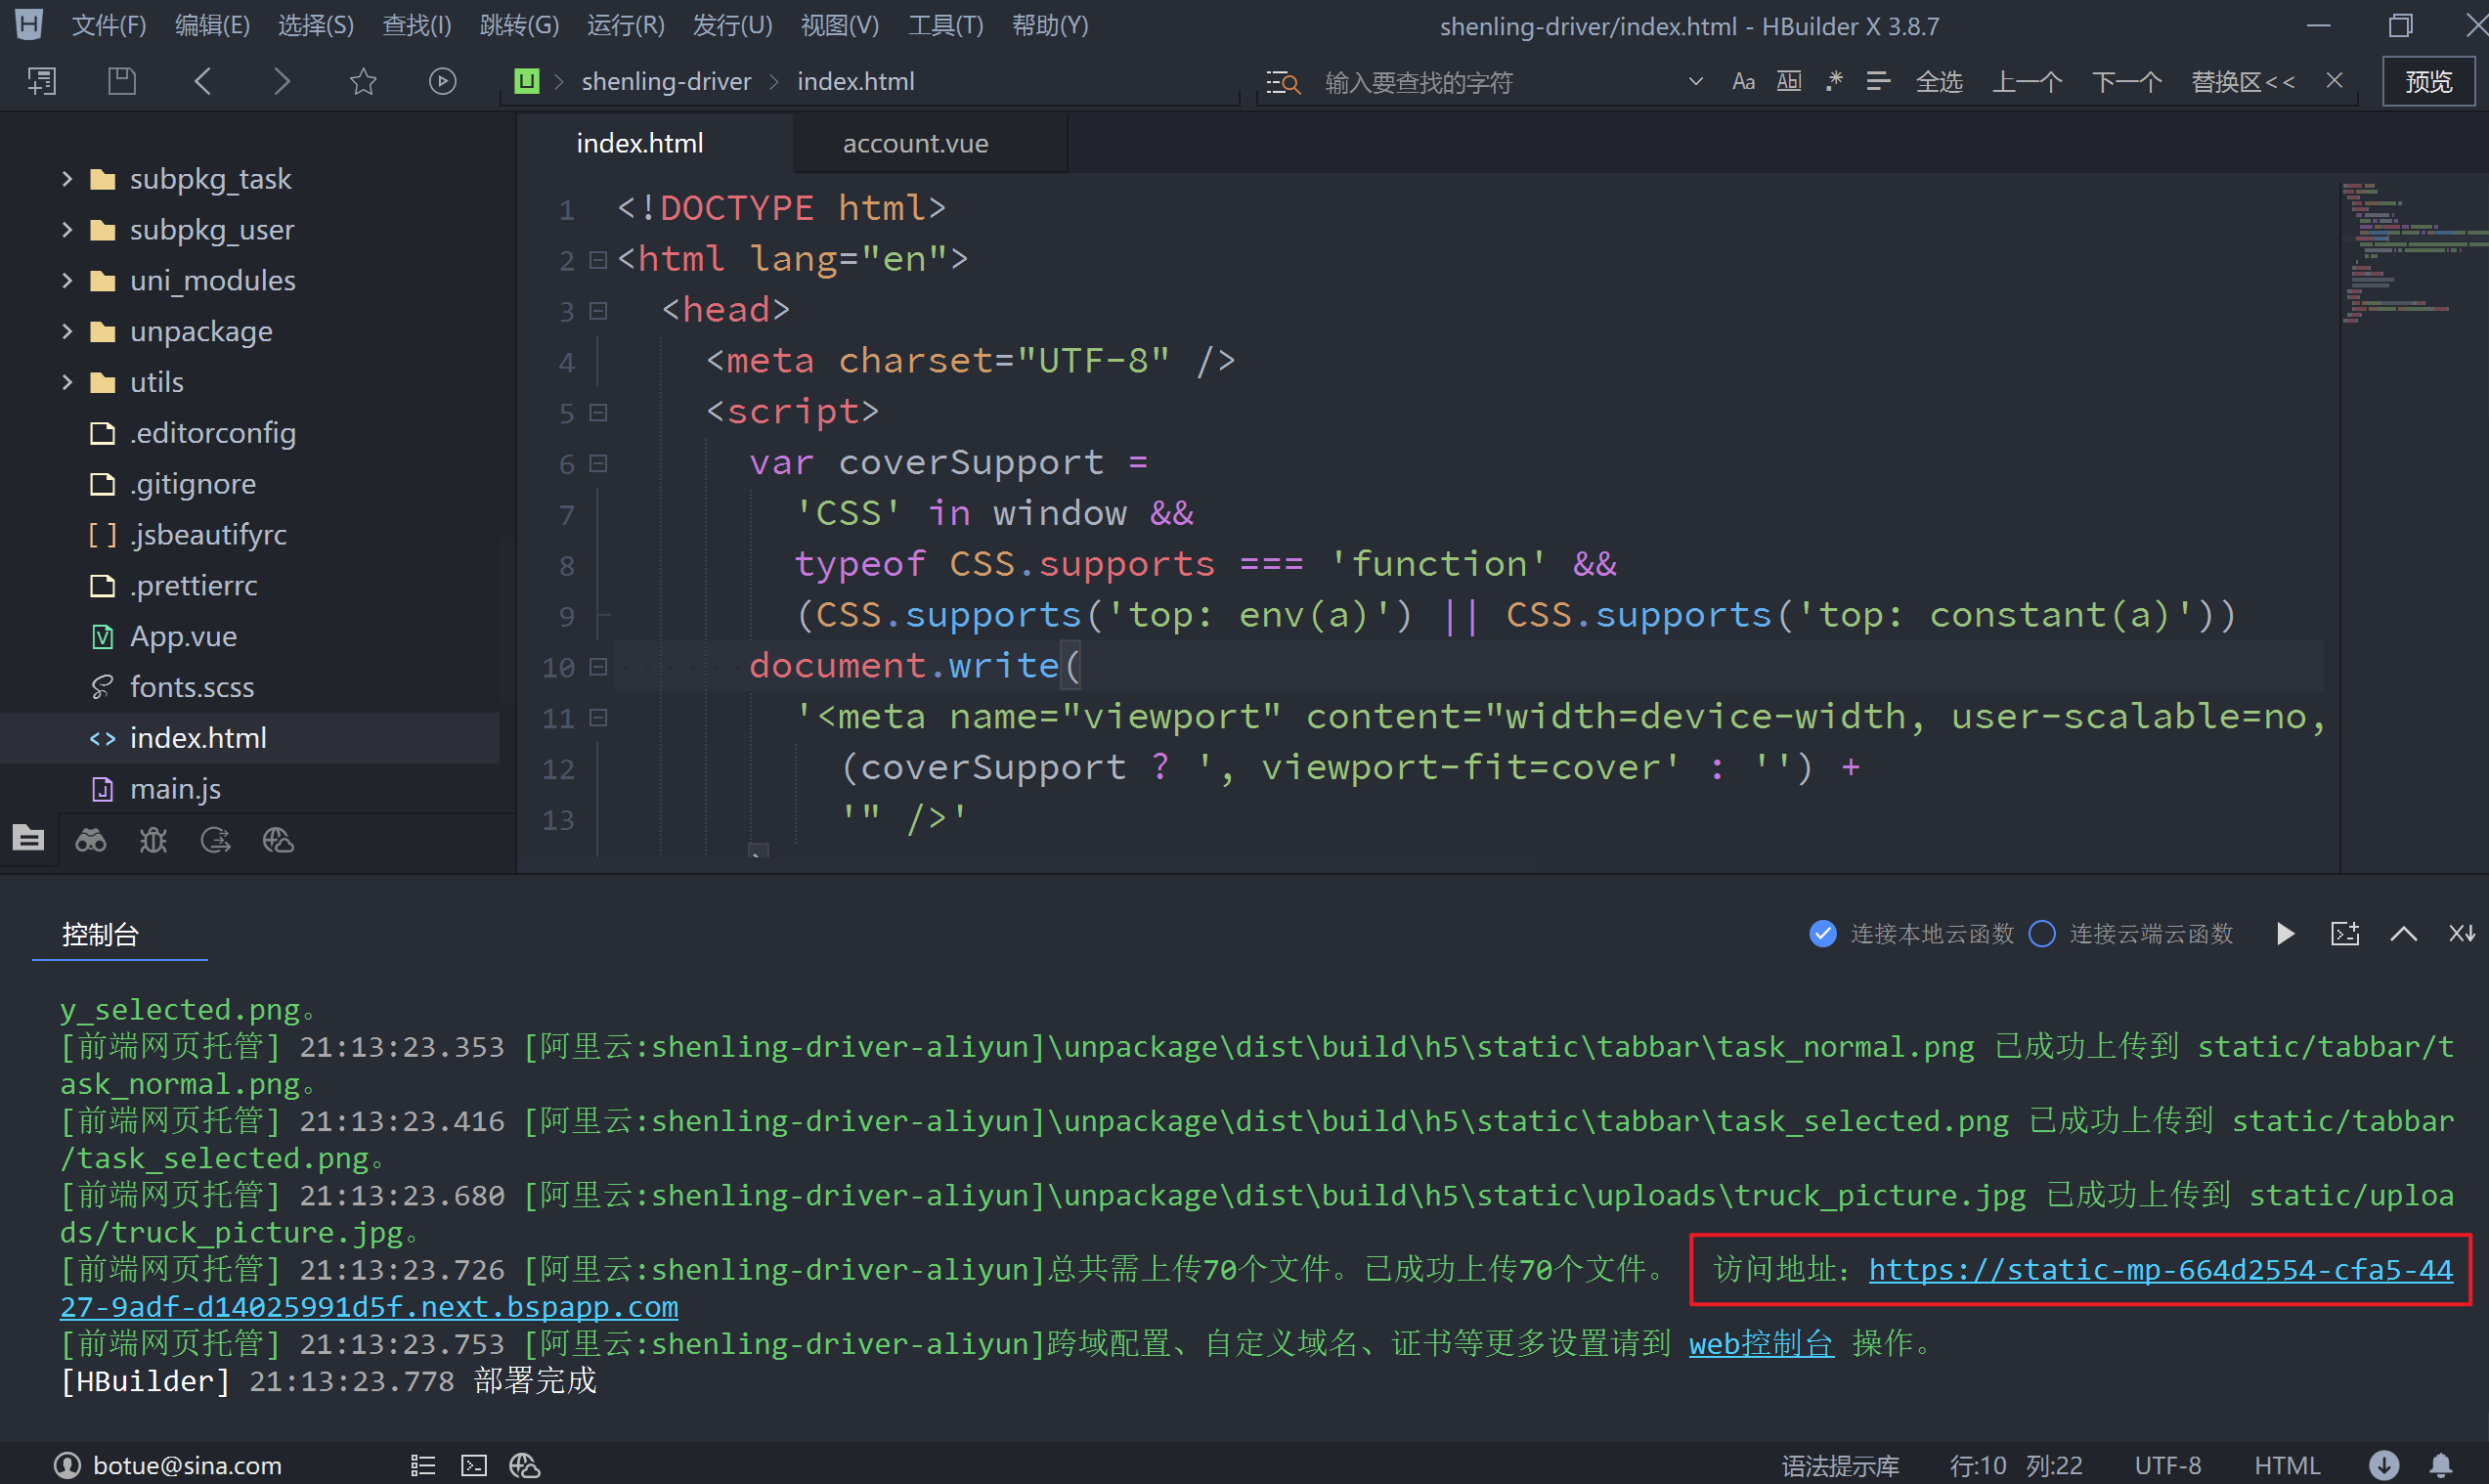 文件(F) 编辑(E) 选择(S) 查找(I) 跳转(G) 运行(R) 发行(U) 视图(V) 工具(T) 帮助(Y) shenling-driver/index.html - HBuilder X 3.8.7
shenling-driver index.html 输入要查找的字符 Aa Ab| .* 全选 上一个 下一个 替换区<< 预览
index.html account.vue
subpkg_task
subpkg_user
uni_modules
unpackage
utils
.editorconfig
.gitignore
.jsbeautifyrc
.prettierrc
App.vue
fonts.scss
index.html
main.js
1 <!DOCTYPE html>
2 <html lang="en">
3 <head>
4 <meta charset="UTF-8" />
5 <script>
6 var coverSupport =
7 'CSS' in window &&
8 typeof CSS.supports === 'function' &&
9 (CSS.supports('top: env(a)') || CSS.supports('top: constant(a)'))
10 document.write(
11 '<meta name="viewport" content="width=device-width, user-scalable=no,
12 (coverSupport ? ', viewport-fit=cover' : '') +
13 '" />'
控制台 连接本地云函数 连接云端云函数
y_selected.png。
[前端网页托管] 21:13:23.353 [阿里云:shenling-driver-aliyun]\unpackage\dist\build\h5\static\tabbar\task_normal.png 已成功上传到 static/tabbar/t
ask_normal.png。
[前端网页托管] 21:13:23.416 [阿里云:shenling-driver-aliyun]\unpackage\dist\build\h5\static\tabbar\task_selected.png 已成功上传到 static/tabbar
/task_selected.png。
[前端网页托管] 21:13:23.680 [阿里云:shenling-driver-aliyun]\unpackage\dist\build\h5\static\uploads\truck_picture.jpg 已成功上传到 static/uploa
ds/truck_picture.jpg。
[前端网页托管] 21:13:23.726 [阿里云:shenling-driver-aliyun]总共需上传70个文件。已成功上传70个文件。 访问地址：https://static-mp-664d2554-cfa5-44
27-9adf-d14025991d5f.next.bspapp.com
[前端网页托管] 21:13:23.753 [阿里云:shenling-driver-aliyun]跨域配置、自定义域名、证书等更多设置请到 web控制台 操作。
[HBuilder] 21:13:23.778 部署完成
botue@sina.com 语法提示库 行:10 列:22 UTF-8 HTML